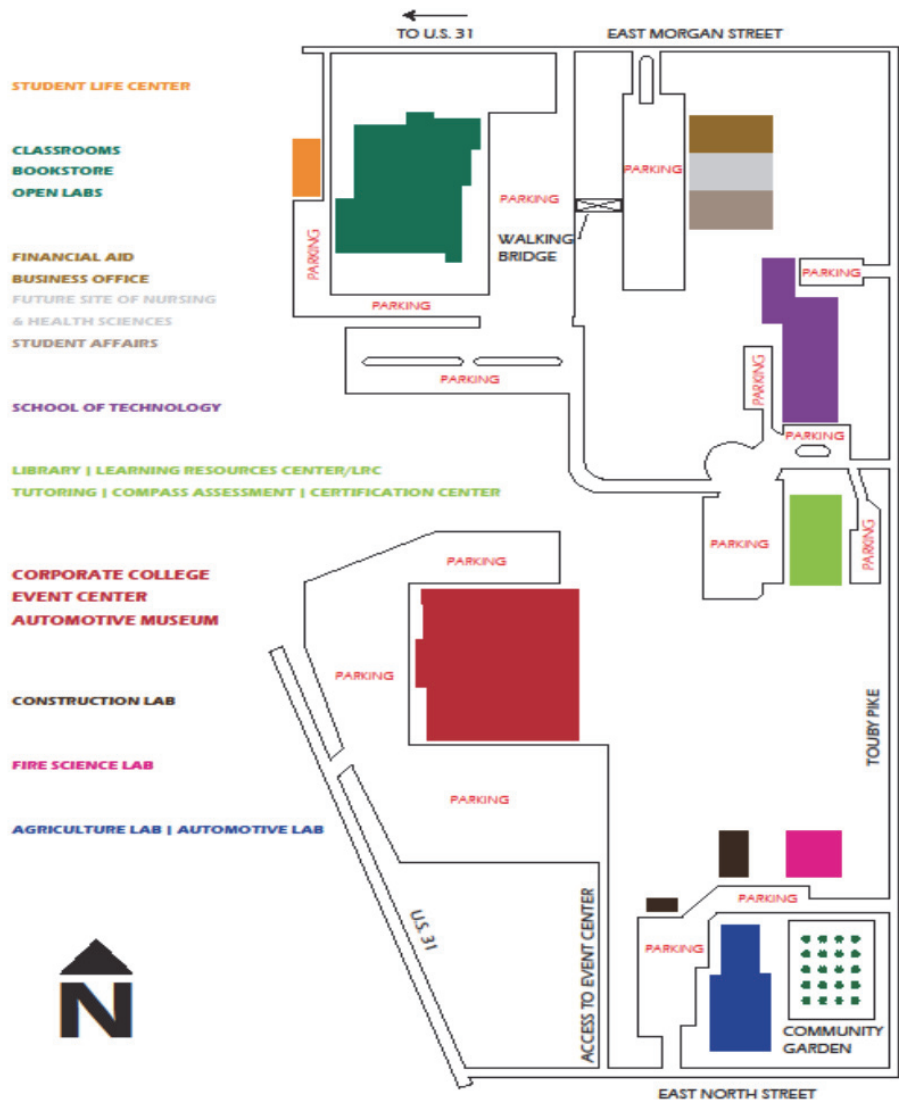 TO U.S. 31
EAST MORGAN STREET
STUDENT LIFE CENTER
CLASSROOMS
BOOKSTORE
OPEN LABS
FINANCIAL AID
BUSINESS OFFICE
FUTURE SITE OF NURSING
& HEALTH SCIENCES
STUDENT AFFAIRS
SCHOOL OF TECHNOLOGY
LIBRARY | LEARNING RESOURCES CENTER/LRC
TUTORING | COMPASS ASSESSMENT | CERTIFICATION CENTER
CORPORATE COLLEGE
EVENT CENTER
AUTOMOTIVE MUSEUM
CONSTRUCTION LAB
FIRE SCIENCE LAB
AGRICULTURE LAB | AUTOMOTIVE LAB
N
PARKING
PARKING
WALKING
BRIDGE
PARKING
PARKING
PARKING
PARKING
PARKING
PARKING
PARKING
PARKING
PARKING
PARKING
PARKING
TOUBY PIKE
PARKING
PARKING
PARKING
U.S. 31
ACCESS TO EVENT CENTER
COMMUNITY
GARDEN
EAST NORTH STREET